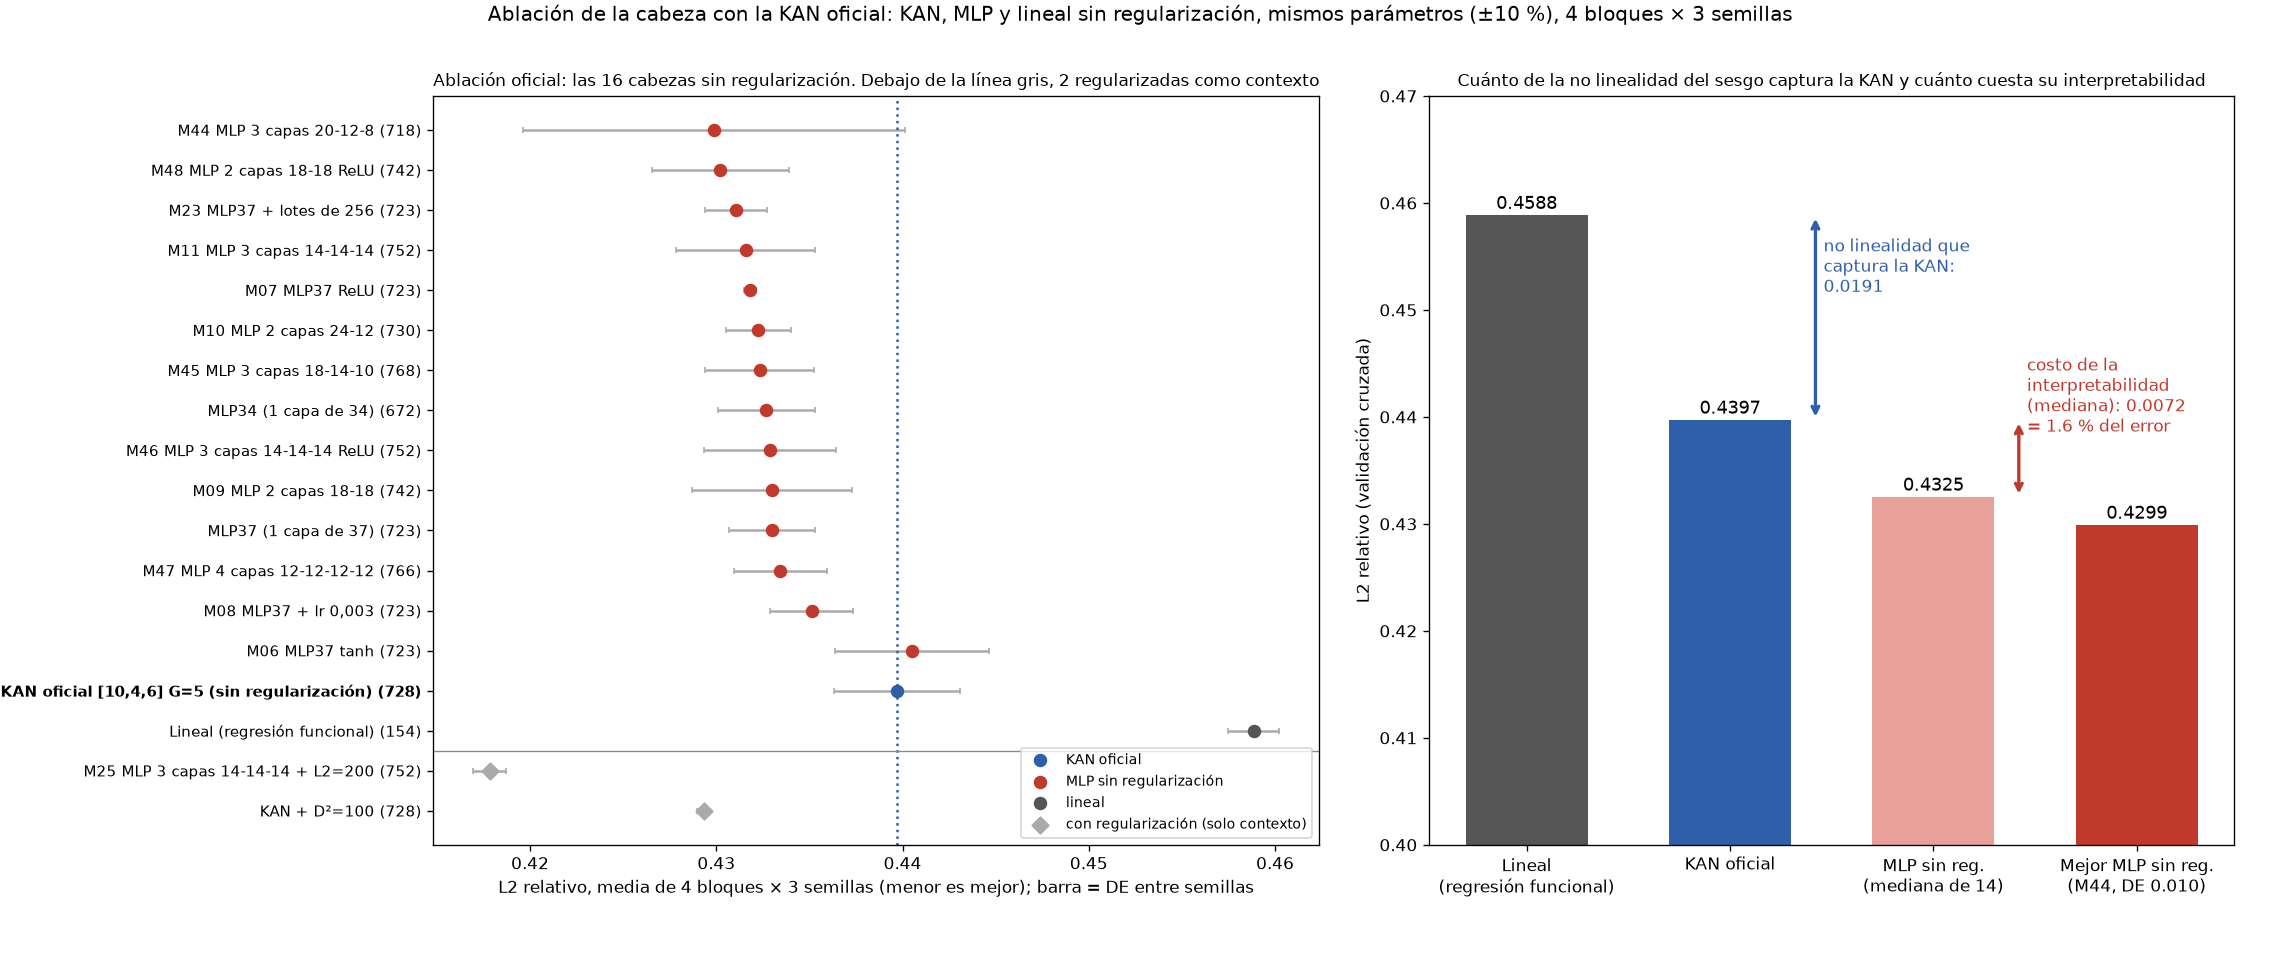 Ablación de la cabeza con la KAN oficial: KAN, MLP y lineal sin regularización, mismos parámetros (±10 %), 4 bloques × 3 semillas
Ablación oficial: las 16 cabezas sin regularización. Debajo de la línea gris, 2 regularizadas como contexto
M44 MLP 3 capas 20-12-8 (718)
M48 MLP 2 capas 18-18 ReLU (742)
M23 MLP37 + lotes de 256 (723)
M11 MLP 3 capas 14-14-14 (752)
M07 MLP37 ReLU (723)
M10 MLP 2 capas 24-12 (730)
M45 MLP 3 capas 18-14-10 (768)
MLP34 (1 capa de 34) (672)
M46 MLP 3 capas 14-14-14 ReLU (752)
M09 MLP 2 capas 18-18 (742)
MLP37 (1 capa de 37) (723)
M47 MLP 4 capas 12-12-12-12 (766)
M08 MLP37 + lr 0,003 (723)
M06 MLP37 tanh (723)
KAN oficial [10,4,6] G=5 (sin regularización) (728)
Lineal (regresión funcional) (154)
M25 MLP 3 capas 14-14-14 + L2=200 (752)
KAN + D²=100 (728)
KAN oficial
MLP sin regularización
lineal
con regularización (solo contexto)
0.42 0.43 0.44 0.45 0.46
L2 relativo, media de 4 bloques × 3 semillas (menor es mejor); barra = DE entre semillas
Cuánto de la no linealidad del sesgo captura la KAN y cuánto cuesta su interpretabilidad
L2 relativo (validación cruzada)
0.47
0.46
0.45
0.44
0.43
0.42
0.41
0.40
0.4588
0.4397
0.4325
0.4299
no linealidad que
captura la KAN:
0.0191
costo de la
interpretabilidad
(mediana): 0.0072
= 1.6 % del error
Lineal
(regresión funcional)
KAN oficial
MLP sin reg.
(mediana de 14)
Mejor MLP sin reg.
(M44, DE 0.010)